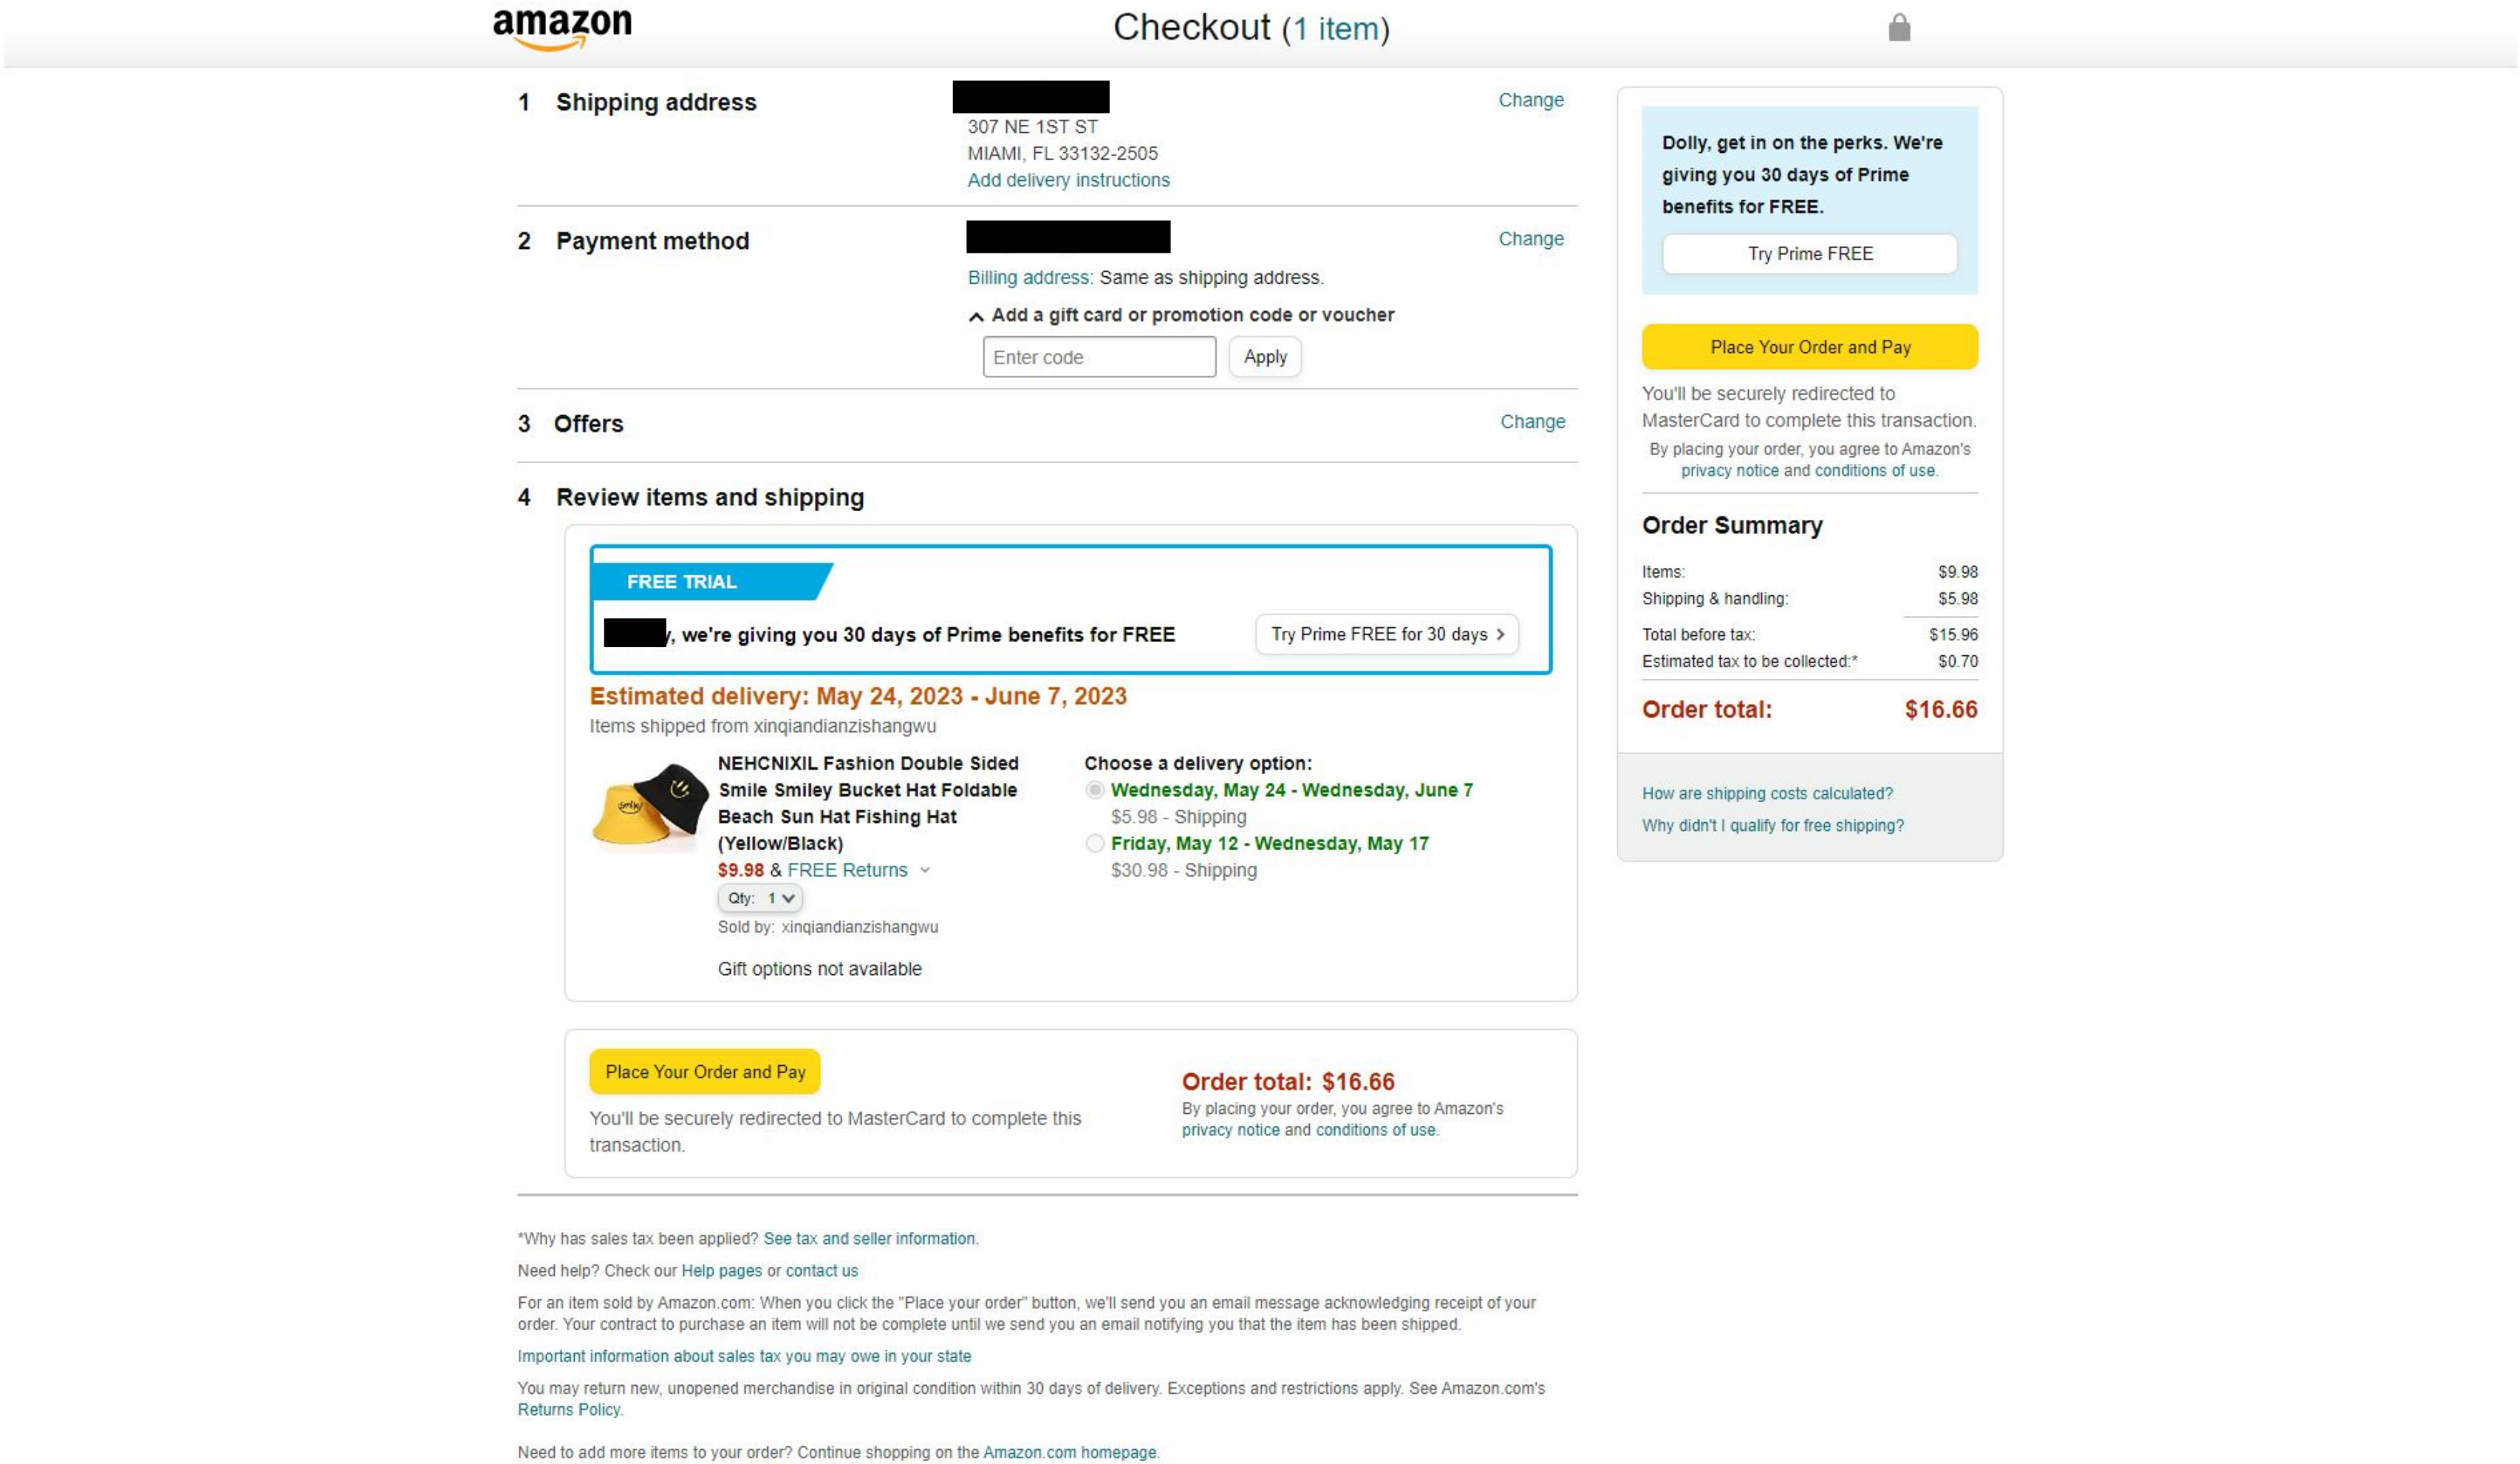 amazon
Checkout (1 item)
1 Shipping address
307 NE 1ST ST
MIAMI, FL 33132-2505
Add delivery instructions
Change
2 Payment method
Change
Billing address: Same as shipping address.
Add a gift card or promotion code or voucher
Enter code
Apply
3 Offers
Change
4 Review items and shipping
FREE TRIAL
, we're giving you 30 days of Prime benefits for FREE
Try Prime FREE for 30 days
Estimated delivery: May 24, 2023 - June 7, 2023
Items shipped from xinqiandianzishangwu
Smile
NEHCNIXIL Fashion Double Sided
Smile Smiley Bucket Hat Foldable
Beach Sun Hat Fishing Hat
(Yellow/Black)
$9.98 & FREE Returns
Qty: 1
Sold by: xinqiandianzishangwu
Gift options not available
Choose a delivery option:
Wednesday, May 24 - Wednesday, June 7
$5.98 - Shipping
Friday, May 12 - Wednesday, May 17
$30.98 - Shipping
Place Your Order and Pay
You'll be securely redirected to MasterCard to complete this
transaction.
Order total: $16.66
By placing your order, you agree to Amazon's
privacy notice and conditions of use.
*Why has sales tax been applied? See tax and seller information.
Need help? Check our Help pages or contact us
For an item sold by Amazon.com: When you click the "Place your order" button, we'll send you an email message acknowledging receipt of your
order. Your contract to purchase an item will not be complete until we send you an email notifying you that the item has been shipped.
Important information about sales tax you may owe in your state
You may return new, unopened merchandise in original condition within 30 days of delivery. Exceptions and restrictions apply. See Amazon.com's
Returns Policy.
Need to add more items to your order? Continue shopping on the Amazon.com homepage.
Dolly, get in on the perks. We're
giving you 30 days of Prime
benefits for FREE.
Try Prime FREE
Place Your Order and Pay
You'll be securely redirected to
MasterCard to complete this transaction.
By placing your order, you agree to Amazon's
privacy notice and conditions of use.
Order Summary
Items: $9.98
Shipping & handling: $5.98
Total before tax: $15.96
Estimated tax to be collected:* $0.70
Order total: $16.66
How are shipping costs calculated?
Why didn't I qualify for free shipping?